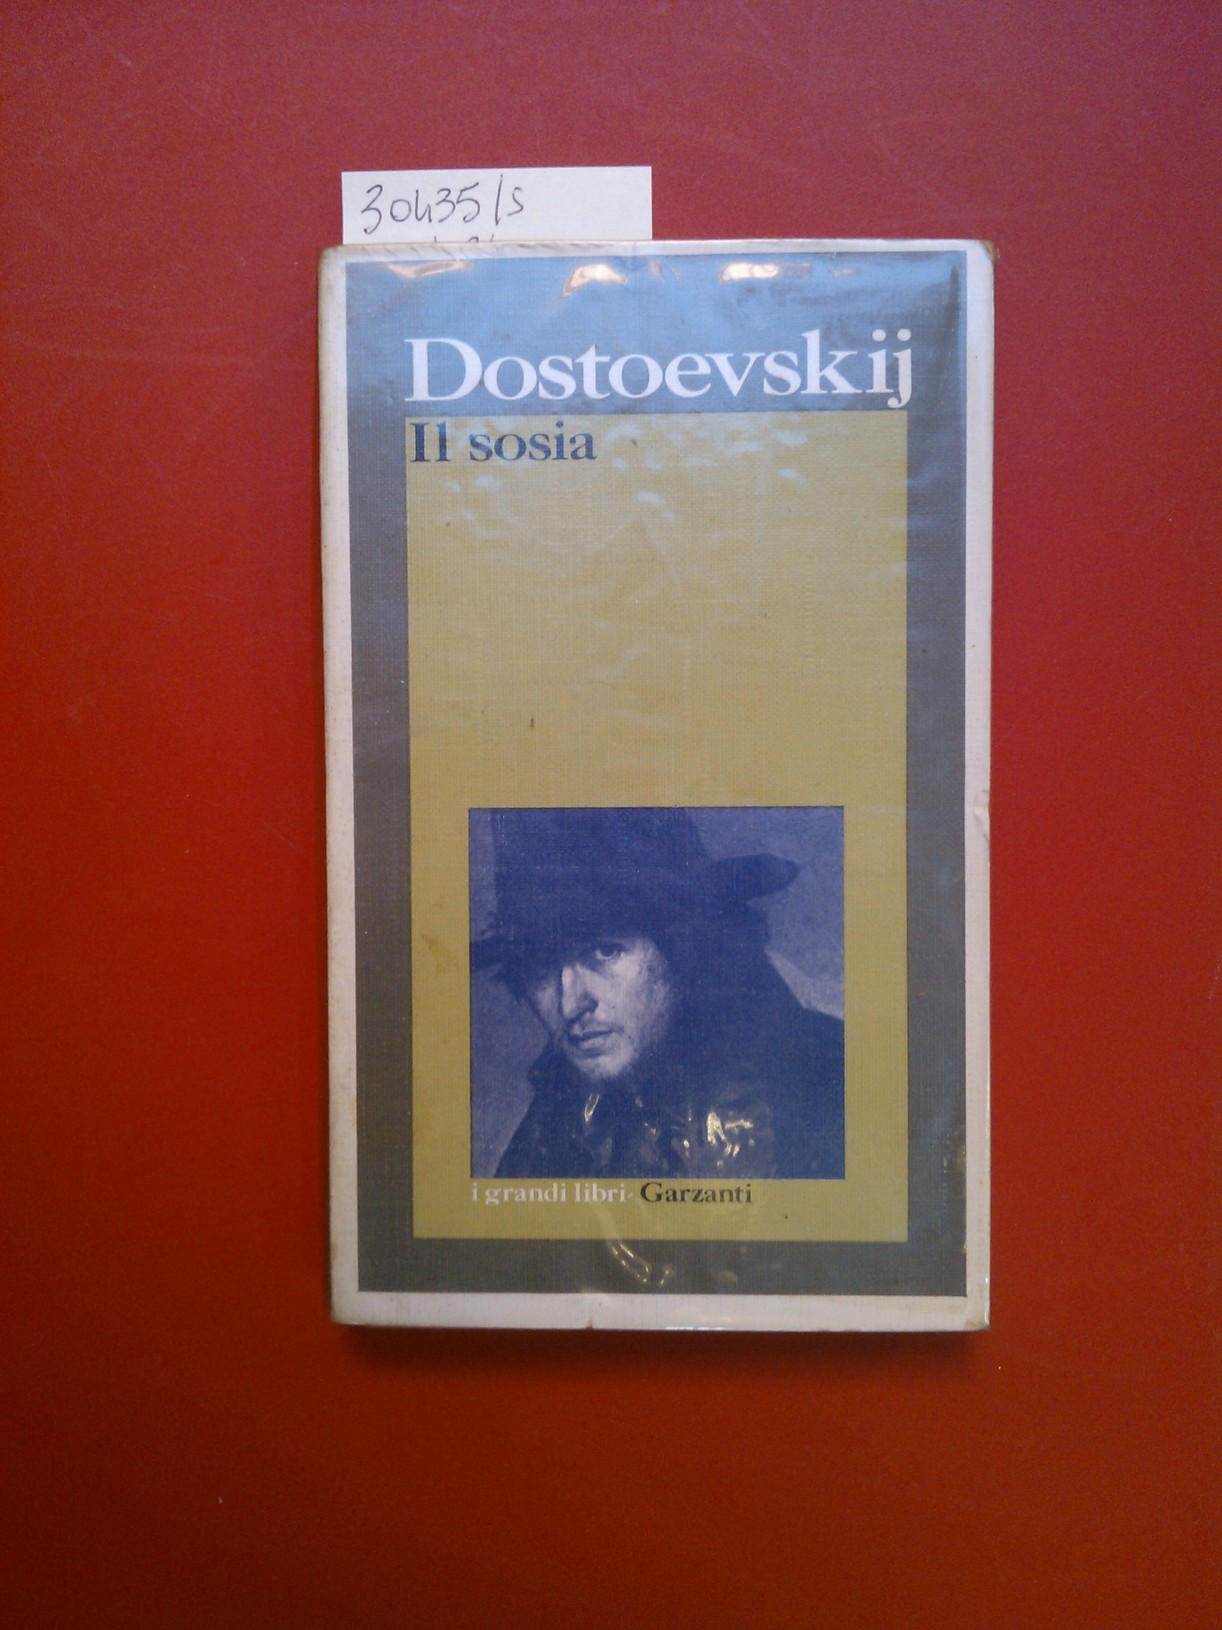 30435/s
Dostoevskij
Il sosia
i grandi libri · Garzanti